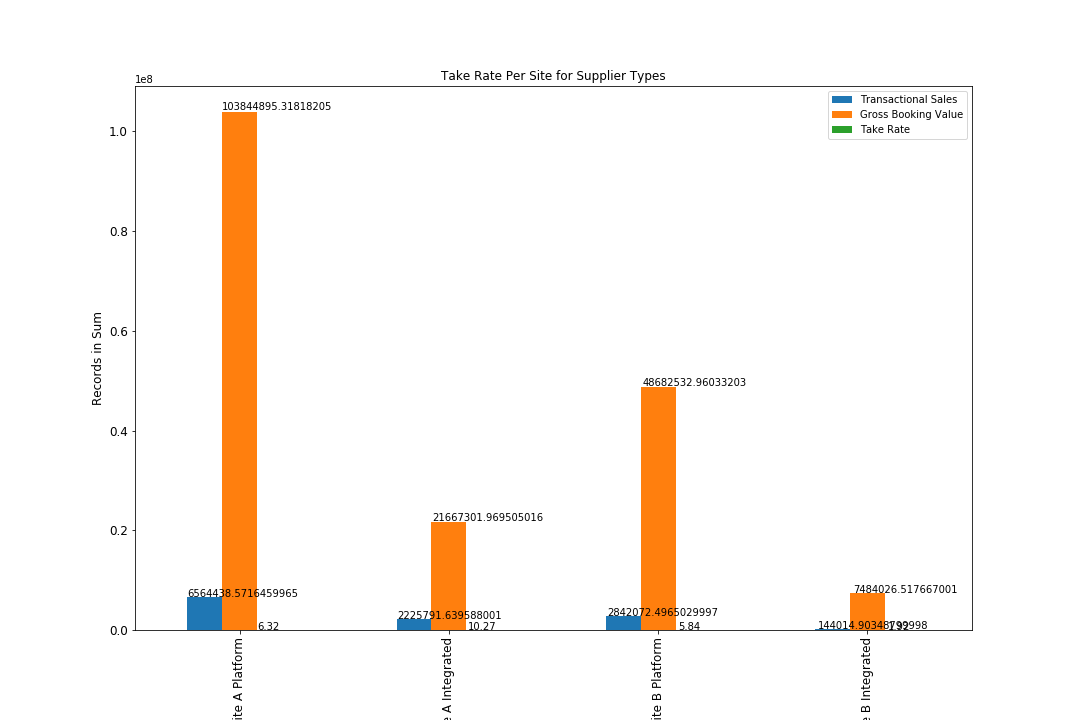 Take Rate Per Site for Supplier Types
1e8
Transactional Sales
Gross Booking Value
Take Rate
1.0
0.8
0.6
0.4
0.2
0.0
Records in Sum
103844895.31818205
6564438.5716459965
6.32
21667301.969505016
2225791.639588001
10.27
48682532.96033203
2842072.4965029997
5.84
7484026.517667001
ite A Platform
e A Integrated
ite B Platform
e B Integrated